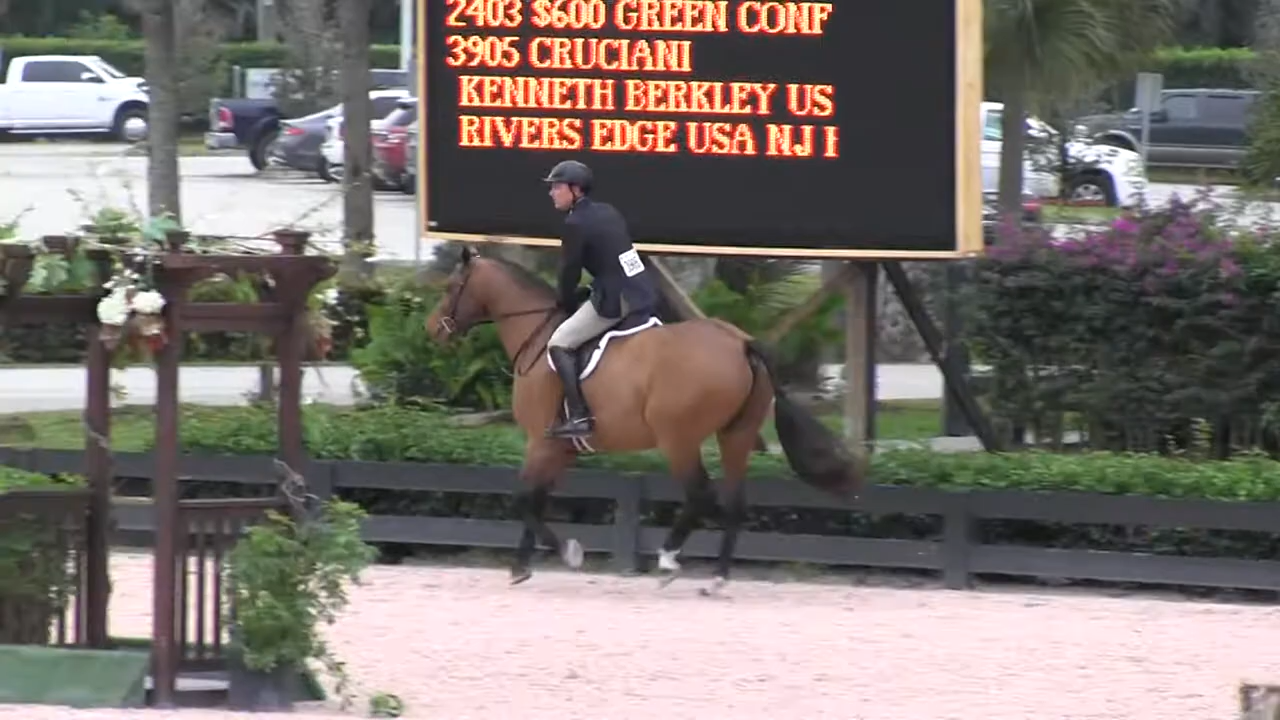 2403 $600 GREEN CONF
3905 CRUCIANI
KENNETH BERKLEY US
RIVERS EDGE USA NJ I